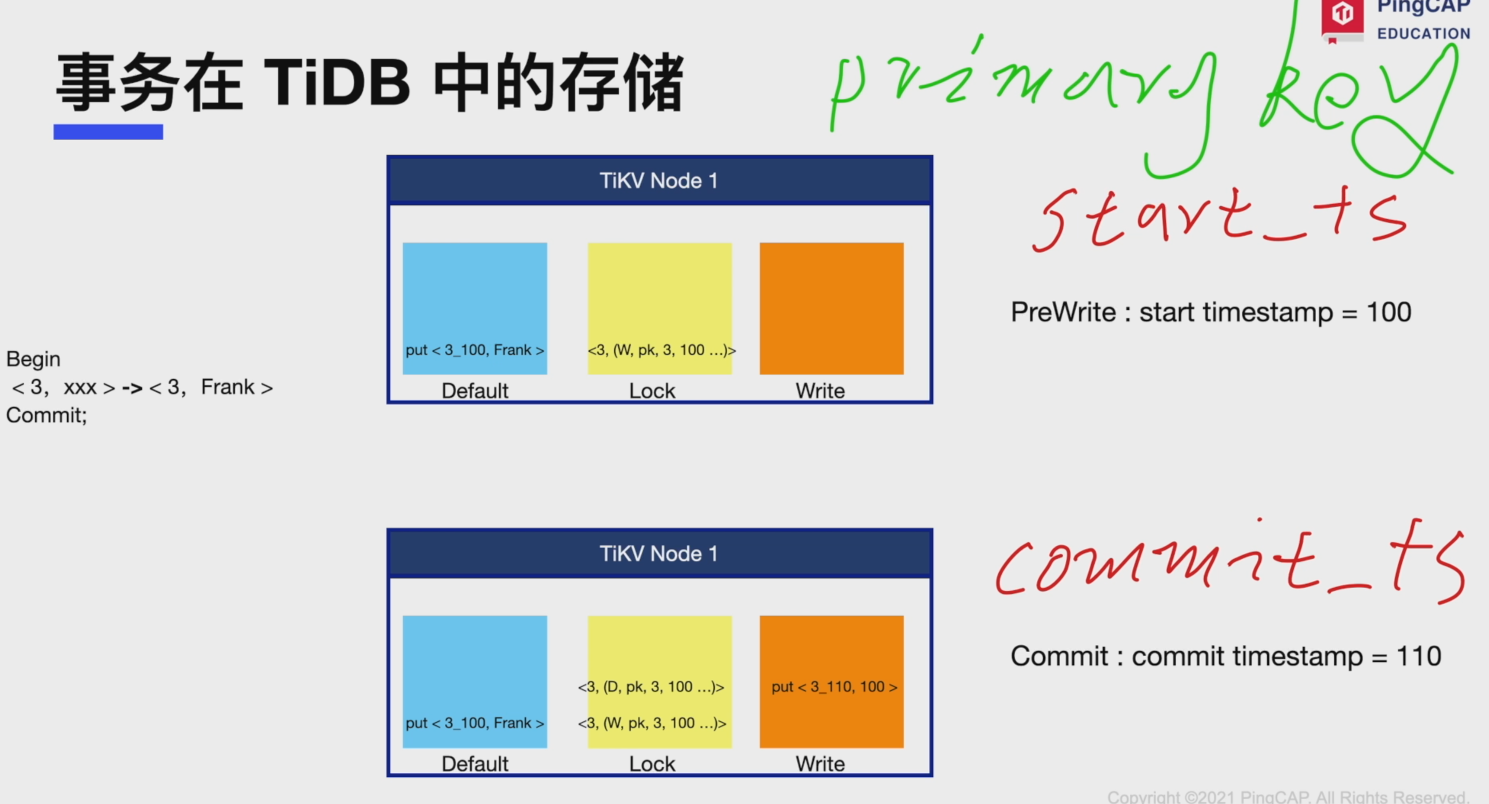 PingCAP
EDUCATION
事务在 TiDB 中的存储
primary key
TiKV Node 1
start_ts
PreWrite : start timestamp = 100
put < 3_100, Frank >
<3, (W, pk, 3, 100 ...)>
Default
Lock
Write
Begin
< 3, xxx > -> < 3, Frank >
Commit;
TiKV Node 1
commit_ts
Commit : commit timestamp = 110
<3, (D, pk, 3, 100 ...)>
put < 3_110, 100 >
put < 3_100, Frank >
<3, (W, pk, 3, 100 ...)>
Default
Lock
Write
Copyright ©2021 PingCAP. All Rights Reserved.